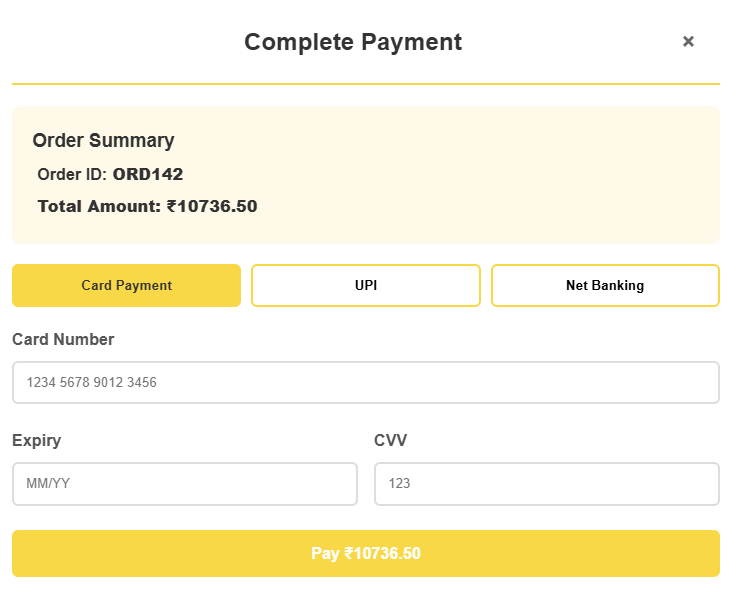 Complete Payment ×
Order Summary
Order ID: ORD142
Total Amount: ₹10736.50
Card Payment UPI Net Banking
Card Number
1234 5678 9012 3456
Expiry CVV
MM/YY 123
Pay ₹10736.50